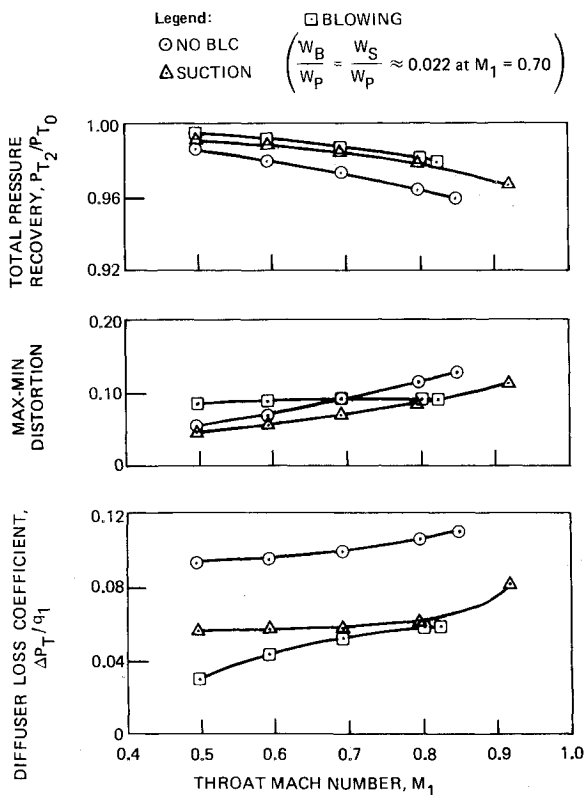 Legend:
BLOWING
NO BLC
SUCTION
(W_B/W_P = W_S/W_P ≈ 0.022 at M_1 = 0.70)
TOTAL PRESSURE
RECOVERY, P_T_2/P_T_0
1.00
0.96
0.92
MAX-MIN
DISTORTION
0.20
0.10
0
DIFFUSER LOSS COEFFICIENT,
ΔP_T/q_1
0.12
0.08
0.04
0
0.4 0.5 0.6 0.7 0.8 0.9 1.0
THROAT MACH NUMBER, M_1